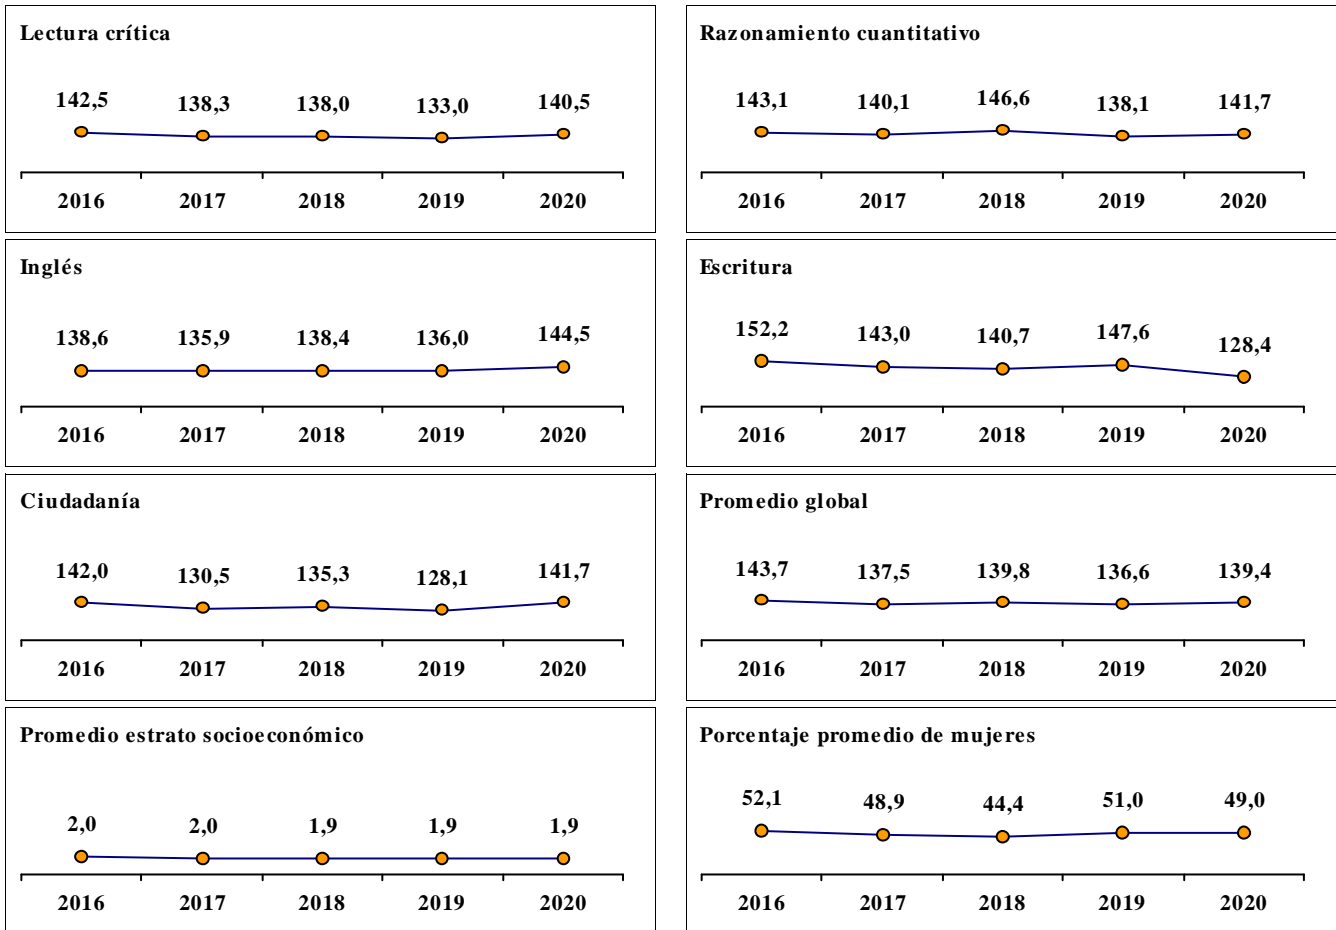 Lectura crítica
142,5 138,3 138,0 133,0 140,5
2016 2017 2018 2019 2020
Razonamiento cuantitativo
143,1 140,1 146,6 138,1 141,7
2016 2017 2018 2019 2020
Inglés
138,6 135,9 138,4 136,0 144,5
2016 2017 2018 2019 2020
Escritura
152,2 143,0 140,7 147,6 128,4
2016 2017 2018 2019 2020
Ciudadanía
142,0 130,5 135,3 128,1 141,7
2016 2017 2018 2019 2020
Promedio global
143,7 137,5 139,8 136,6 139,4
2016 2017 2018 2019 2020
Promedio estrato socioeconómico
2,0 2,0 1,9 1,9 1,9
2016 2017 2018 2019 2020
Porcentaje promedio de mujeres
52,1 48,9 44,4 51,0 49,0
2016 2017 2018 2019 2020